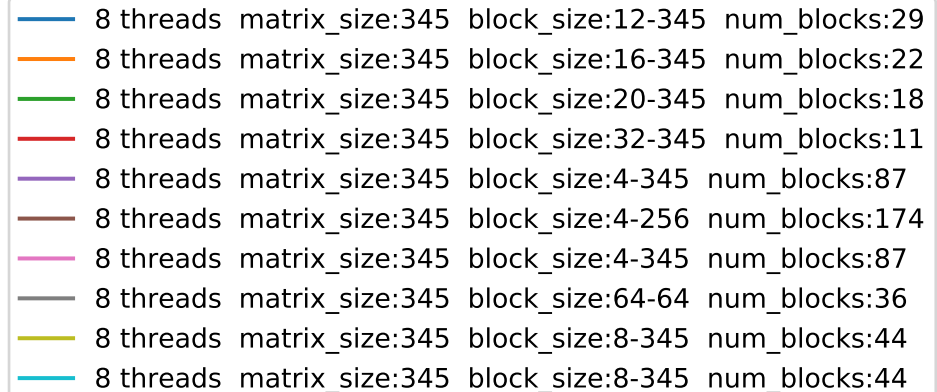 8 threads matrix_size:345 block_size:12-345 num_blocks:29
8 threads matrix_size:345 block_size:16-345 num_blocks:22
8 threads matrix_size:345 block_size:20-345 num_blocks:18
8 threads matrix_size:345 block_size:32-345 num_blocks:11
8 threads matrix_size:345 block_size:4-345 num_blocks:87
8 threads matrix_size:345 block_size:4-256 num_blocks:174
8 threads matrix_size:345 block_size:4-345 num_blocks:87
8 threads matrix_size:345 block_size:64-64 num_blocks:36
8 threads matrix_size:345 block_size:8-345 num_blocks:44
8 threads matrix_size:345 block_size:8-345 num_blocks:44